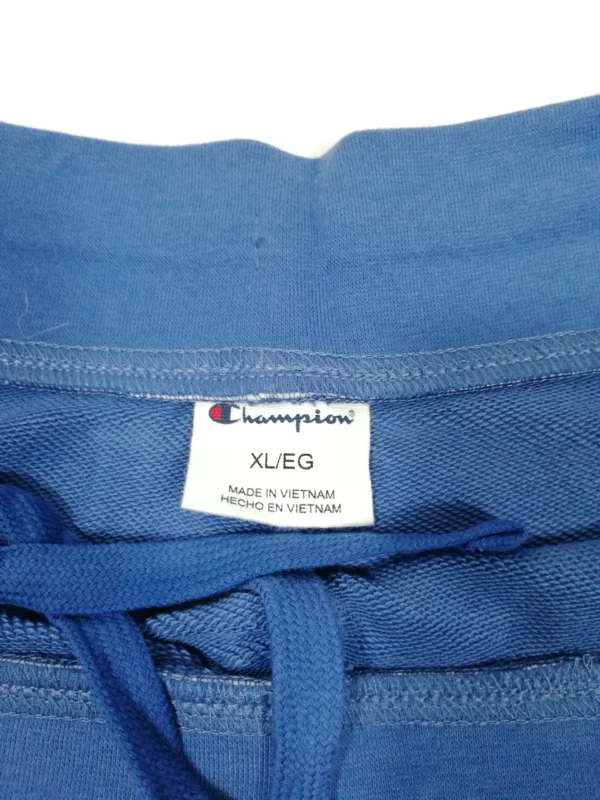 Champion®
XL/EG
MADE IN VIETNAM
HECHO EN VIETNAM